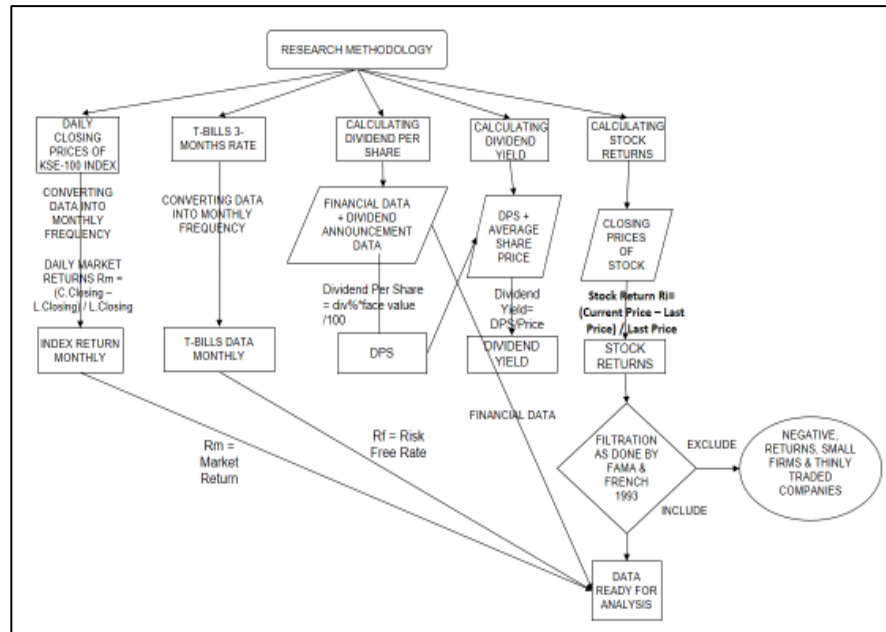 RESEARCH METHODOLOGY
DAILY
CLOSING
PRICES OF
KSE-100 INDEX
T-BILLS 3-
MONTHS RATE
CALCULATING
DIVIDEND PER
SHARE
CALCULATING
DIVIDEND
YIELD
CALCULATING
STOCK
RETURNS
CONVERTING
DATA INTO
MONTHLY
FREQUENCY
CONVERTING DATA
INTO MONTHLY
FREQUENCY
FINANCIAL DATA
+ DIVIDEND
ANNOUNCEMENT
DATA
DPS +
AVERAGE
SHARE
PRICE
CLOSING
PRICES
OF
STOCK
DAILY MARKET
RETURNS Rm =
(C.Closing –
L.Closing) / L.Closing
Dividend Per Share
= div%*face value
/100
Dividend
Yield=
DPS/Price
Stock Return Ri=
(Current Price – Last
Price) / Last Price
INDEX RETURN
MONTHLY
T-BILLS DATA
MONTHLY
DPS
DIVIDEND
YIELD
STOCK
RETURNS
Rm =
Market
Return
Rf = Risk
Free Rate
FINANCIAL DATA
FILTRATION
AS DONE BY
FAMA &
FRENCH
1993
EXCLUDE
NEGATIVE,
RETURNS, SMALL
FIRMS & THINLY
TRADED
COMPANIES
INCLUDE
DATA
READY FOR
ANALYSIS